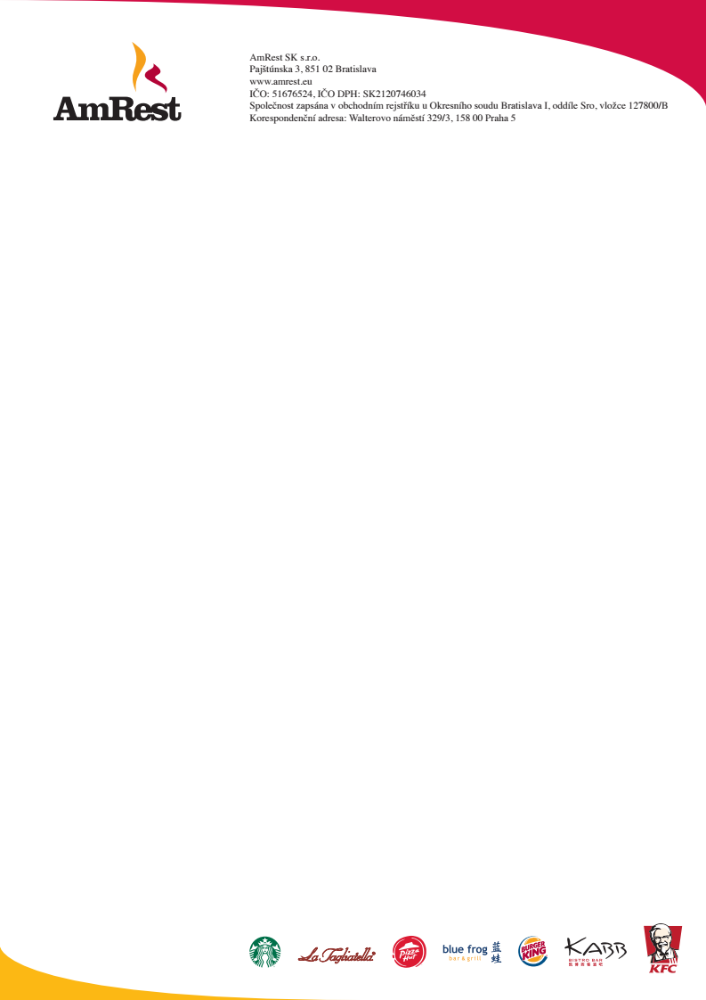 AmRest
AmRest SK s.r.o.
Pajštúnska 3, 851 02 Bratislava
www.amrest.eu
IČO: 51676524, IČO DPH: SK2120746034
Společnost zapsána v obchodním rejstříku u Okresního soudu Bratislava I, oddíle Sro, vložce 127800/B
Korespondenční adresa: Walterovo náměstí 329/3, 158 00 Praha 5
La Tagliatella
Pizza Hut
blue frog 蓝蛙
bar & grill
BURGER KING
KABB
BISTRO BAR
KFC